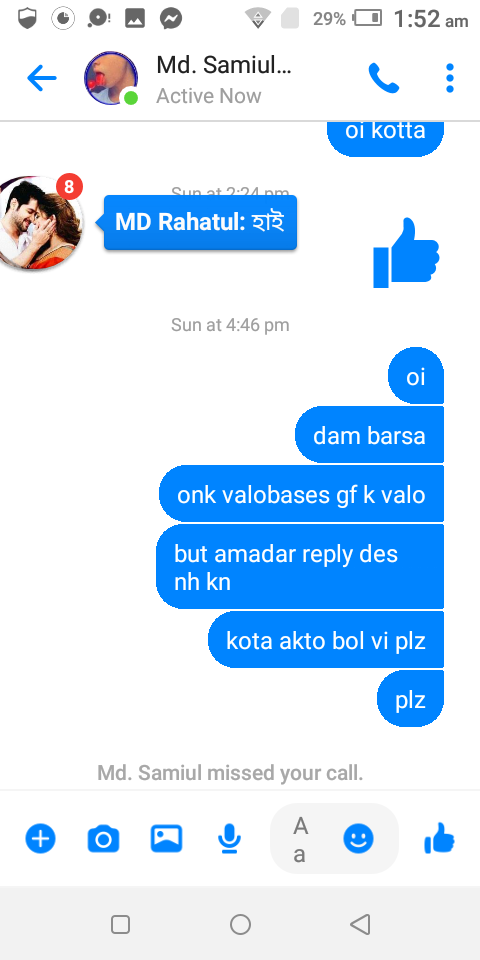 29% 1:52 am
Md. Samiul...
Active Now
oi kotta
Sun at 2:24 pm
8
MD Rahatul: হাই
Sun at 4:46 pm
oi
dam barsa
onk valobases gf k valo
but amadar reply des
nh kn
kota akto bol vi plz
plz
Md. Samiul missed your call.
A
a